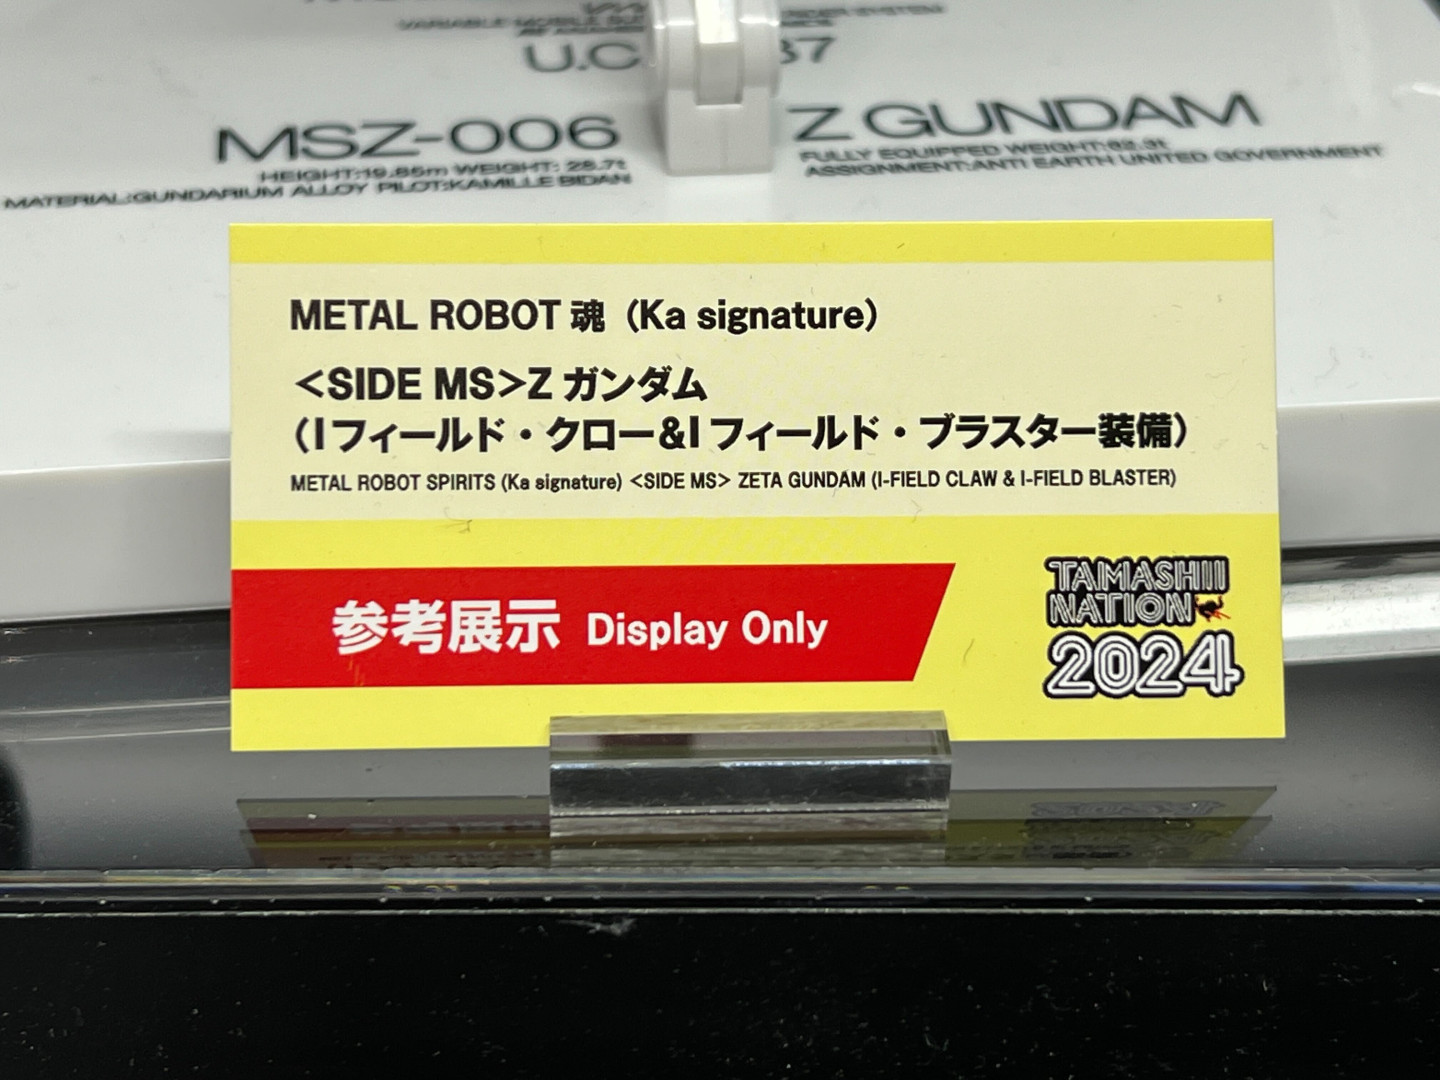 VARIABLE MOBILE SUIT
U.C. 87
MSZ-006 Z GUNDAM
HEIGHT:19.85m WEIGHT: 28.7t FULLY EQUIPPED WEIGHT:62.3t
MATERIAL:GUNDARIUM ALLOY PILOT:KAMILLE BIDAN ASSIGNMENT:ANTI EARTH UNITED GOVERNMENT
METAL ROBOT 魂（Ka signature）
＜SIDE MS＞Z ガンダム
（I フィールド・クロー＆I フィールド・ブラスター装備）
METAL ROBOT SPIRITS (Ka signature) <SIDE MS> ZETA GUNDAM (I-FIELD CLAW & I-FIELD BLASTER)
参考展示 Display Only
TAMASHII
NATION
2024